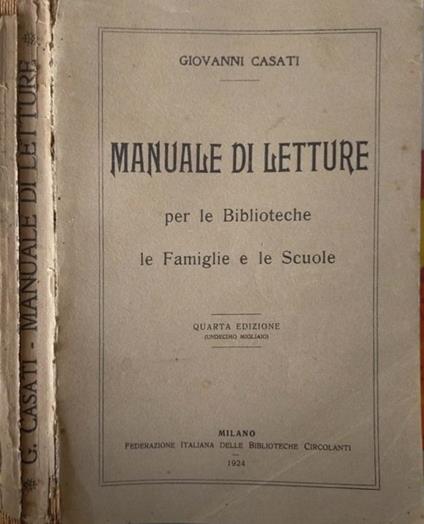 G. CASATI - MANUALE DI LETTURE
GIOVANNI CASATI
MANUALE DI LETTURE
per le Biblioteche
le Famiglie e le Scuole
QUARTA EDIZIONE
(UNDECIMO MIGLIAIO)
MILANO
FEDERAZIONE ITALIANA DELLE BIBLIOTECHE CIRCOLANTI
1924